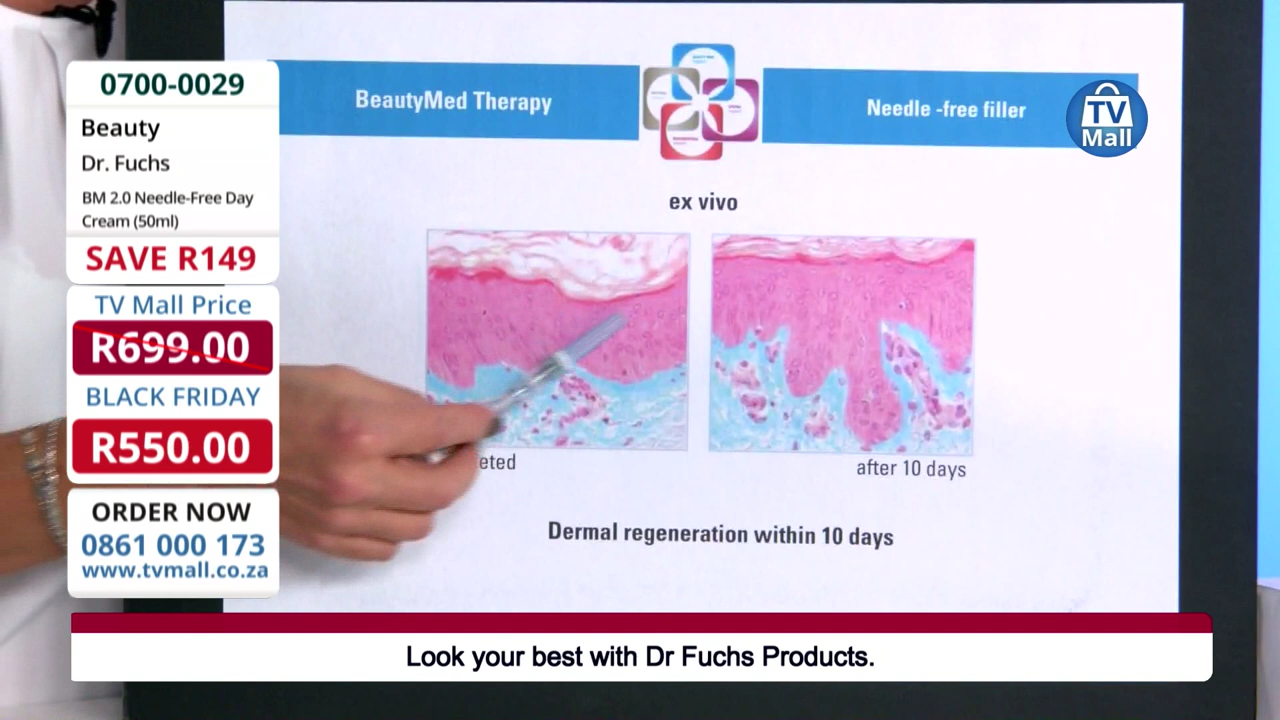 0700-0029
Beauty
Dr. Fuchs
BM 2.0 Needle-Free Day
Cream (50ml)
SAVE R149
TV Mall Price
R699.00
BLACK FRIDAY
R550.00
ORDER NOW
0861 000 173
www.tvmall.co.za
BeautyMed Therapy
Needle -free filler
TV
Mall
ex vivo
eted
after 10 days
Dermal regeneration within 10 days
Look your best with Dr Fuchs Products.